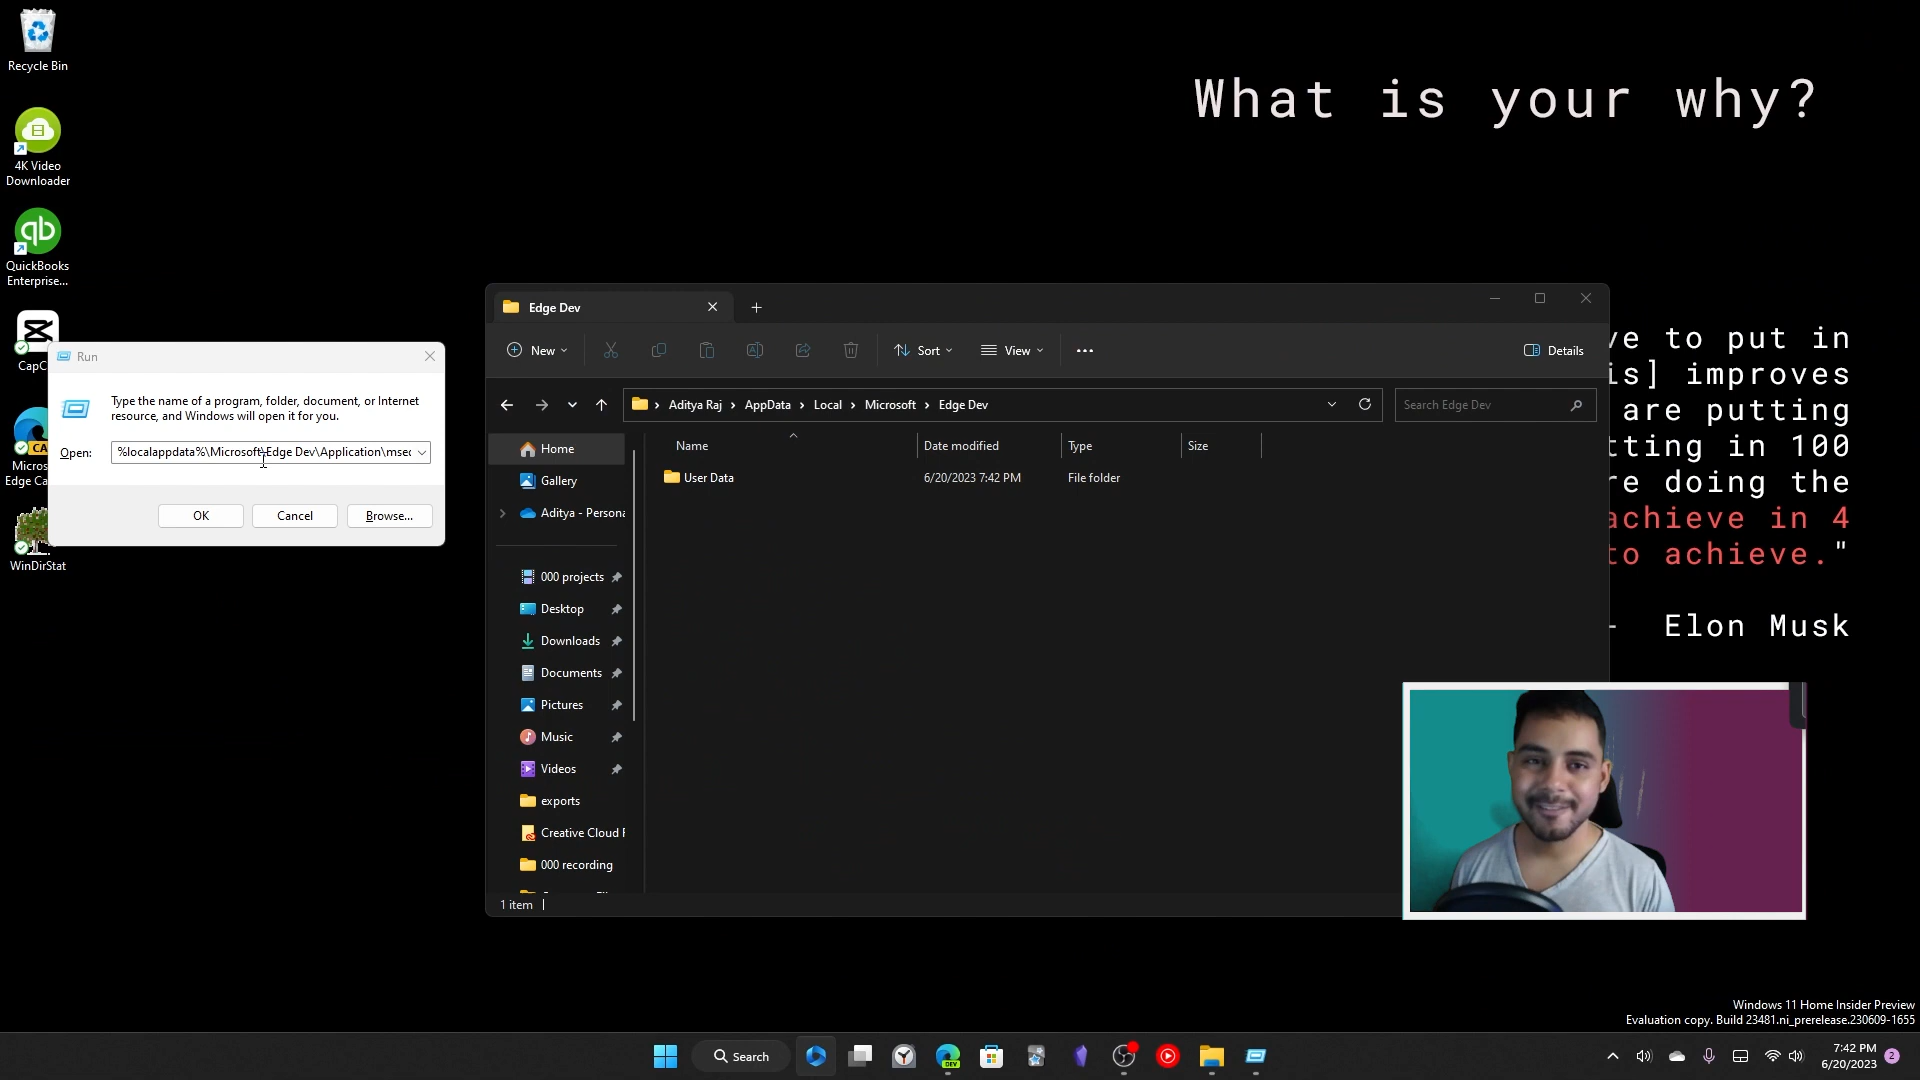 Recycle Bin
4K Video
Downloader
QuickBooks
Enterprise...
CapC
Micros
Edge Ca
CA
WinDirStat
What is your why?
ve to put in
is] improves
are putting
tting in 100
re doing the
achieve in 4
to achieve."
- Elon Musk
Run
Type the name of a program, folder, document, or Internet
resource, and Windows will open it for you.
Open:
%localappdata%\Microsoft\Edge Dev\Application\msed
OK
Cancel
Browse...
Edge Dev
New
Sort
View
Details
Aditya Raj > AppData > Local > Microsoft > Edge Dev
Search Edge Dev
Name
Date modified
Type
Size
User Data
6/20/2023 7:42 PM
File folder
Home
Gallery
Aditya - Persona
000 projects
Desktop
Downloads
Documents
Pictures
Music
Videos
exports
Creative Cloud F
000 recording
1 item
Windows 11 Home Insider Preview
Evaluation copy. Build 23481.ni_prerelease.230609-1655
Search
DEV
7:42 PM
6/20/2023
2